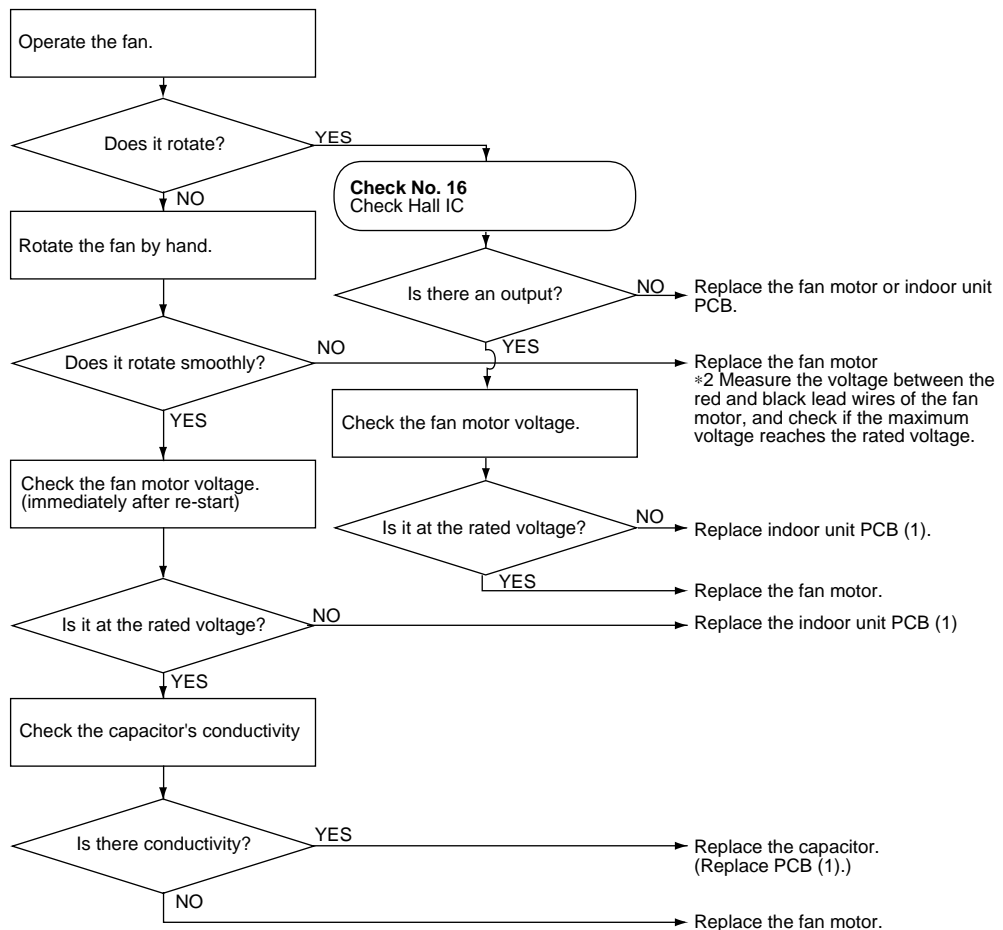 Operate the fan.
Does it rotate?
YES
NO
Check No. 16
Check Hall IC
Rotate the fan by hand.
Is there an output?
NO
Replace the fan motor or indoor unit
PCB.
YES
Does it rotate smoothly?
NO
Replace the fan motor
*2 Measure the voltage between the
red and black lead wires of the fan
motor, and check if the maximum
voltage reaches the rated voltage.
YES
Check the fan motor voltage.
Check the fan motor voltage.
(immediately after re-start)
Is it at the rated voltage?
NO
Replace indoor unit PCB (1).
YES
Replace the fan motor.
Is it at the rated voltage?
NO
Replace the indoor unit PCB (1)
YES
Check the capacitor's conductivity
Is there conductivity?
YES
Replace the capacitor.
(Replace PCB (1).)
NO
Replace the fan motor.